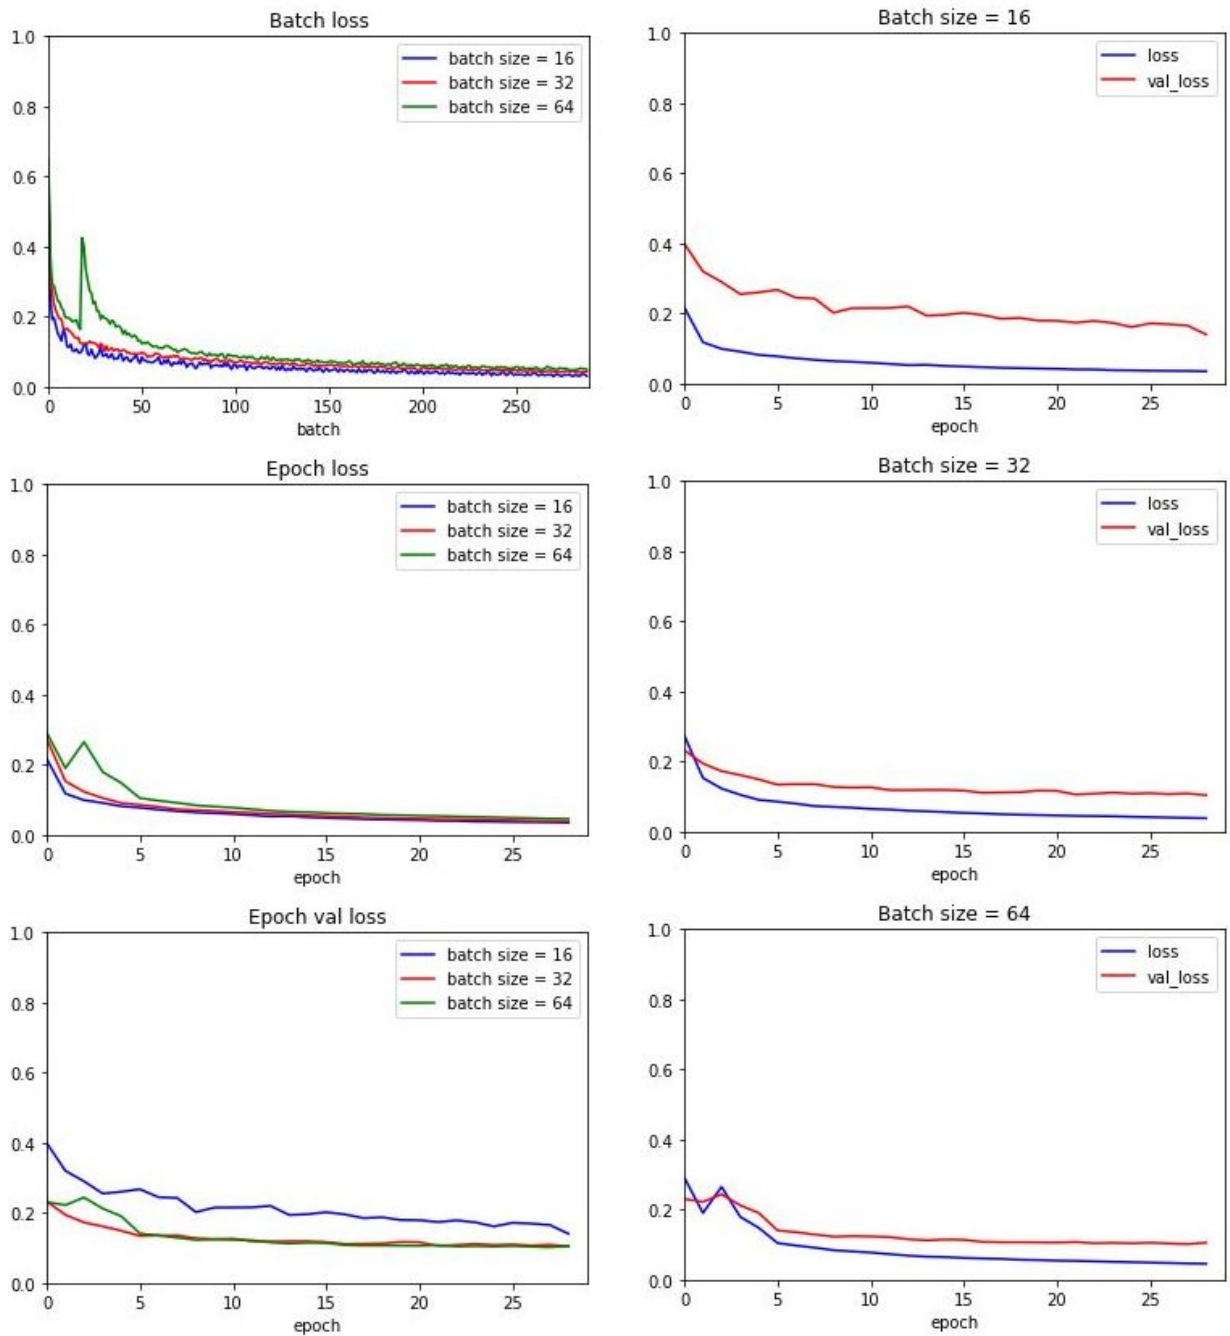 Batch loss
1.0
0.8
0.6
0.4
0.2
0.0
batch size = 16
batch size = 32
batch size = 64
0 50 100 150 200 250
batch
Batch size = 16
1.0
0.8
0.6
0.4
0.2
0.0
loss
val_loss
0 5 10 15 20 25
epoch
Epoch loss
1.0
0.8
0.6
0.4
0.2
0.0
batch size = 16
batch size = 32
batch size = 64
0 5 10 15 20 25
epoch
Batch size = 32
1.0
0.8
0.6
0.4
0.2
0.0
loss
val_loss
0 5 10 15 20 25
epoch
Epoch val loss
1.0
0.8
0.6
0.4
0.2
0.0
batch size = 16
batch size = 32
batch size = 64
0 5 10 15 20 25
epoch
Batch size = 64
1.0
0.8
0.6
0.4
0.2
0.0
loss
val_loss
0 5 10 15 20 25
epoch